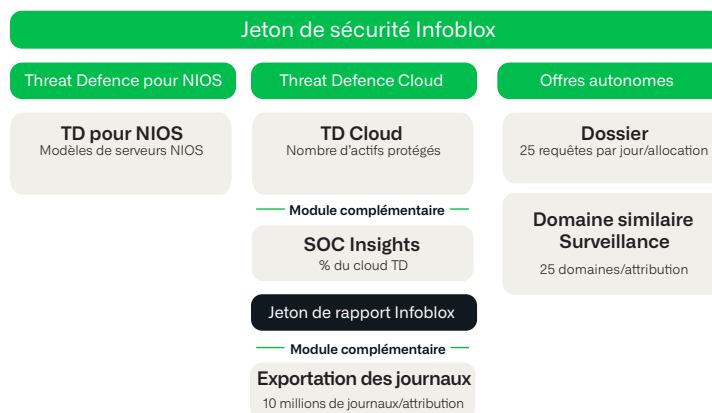 Jeton de sécurité Infoblox
Threat Defence pour NIOS
Threat Defence Cloud
Offres autonomes
TD pour NIOS
Modèles de serveurs NIOS
TD Cloud
Nombre d'actifs protégés
Dossier
25 requêtes par jour/allocation
Module complémentaire
SOC Insights
% du cloud TD
Domaine similaire
Surveillance
25 domaines/attribution
Jeton de rapport Infoblox
Module complémentaire
Exportation des journaux
10 millions de journaux/attribution